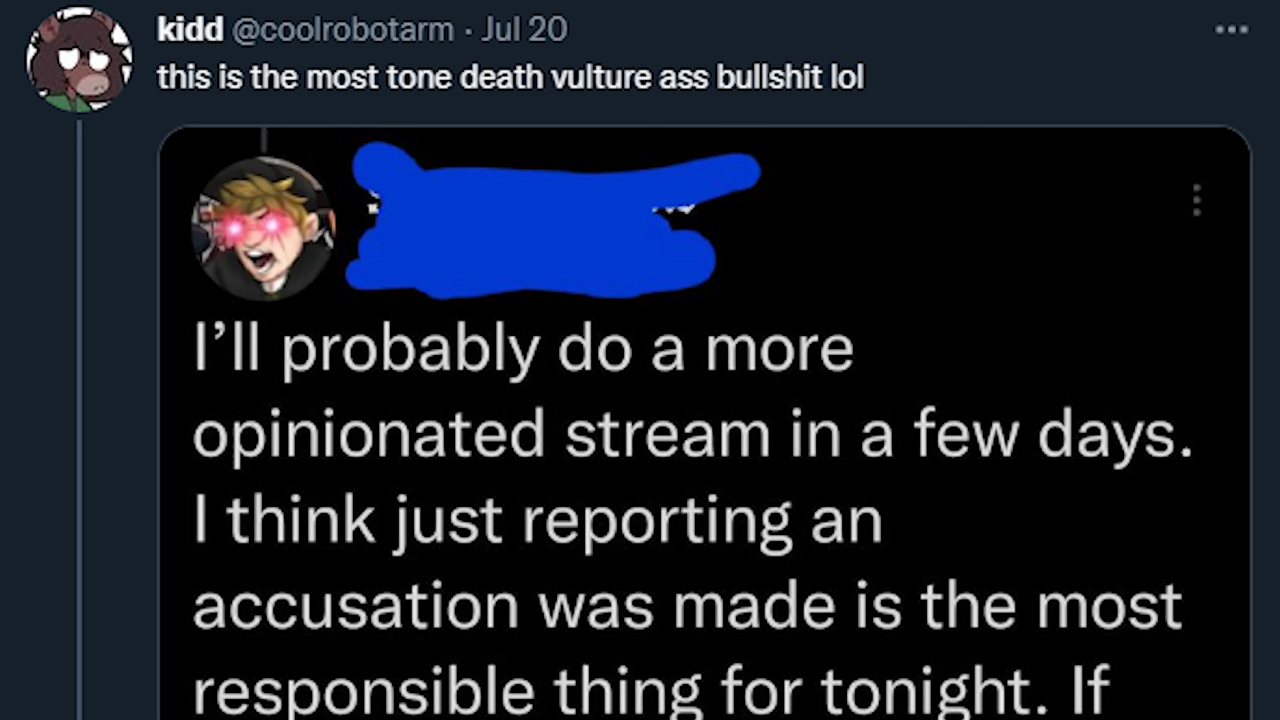 kidd @coolrobotarm · Jul 20
this is the most tone death vulture ass bullshit lol
I’ll probably do a more
opinionated stream in a few days.
I think just reporting an
accusation was made is the most
responsible thing for tonight. If